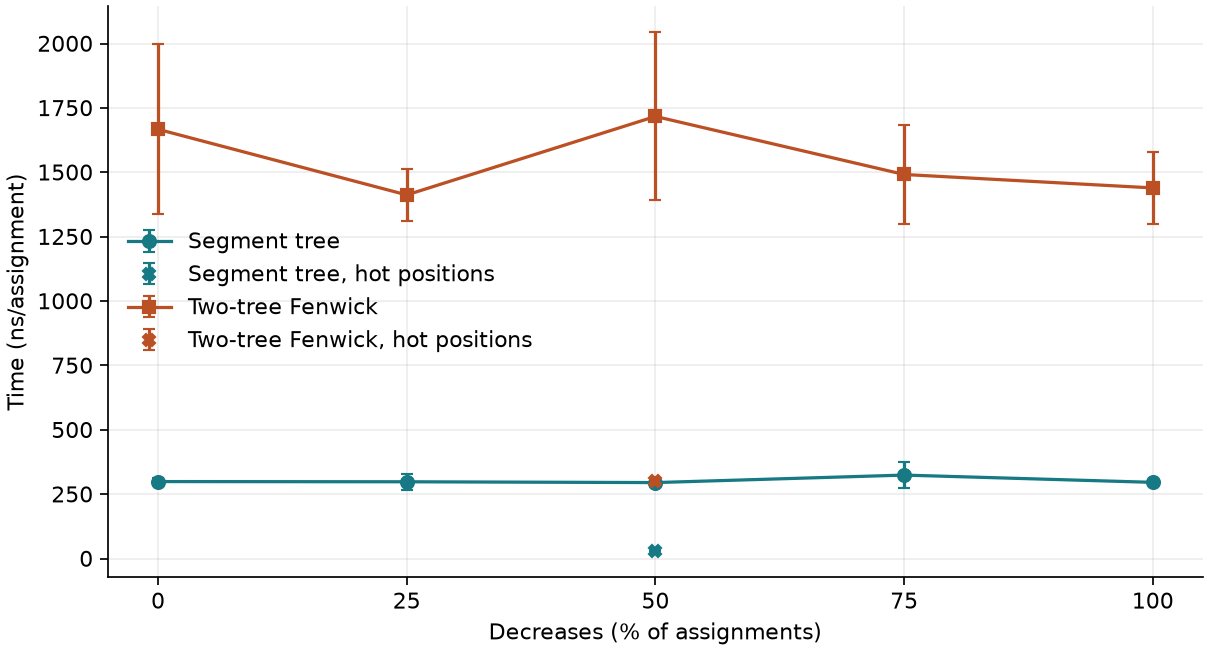 2000
1750
1500
1250
1000
750
500
250
0
Time (ns/assignment)
Segment tree
Segment tree, hot positions
Two-tree Fenwick
Two-tree Fenwick, hot positions
0 25 50 75 100
Decreases (% of assignments)